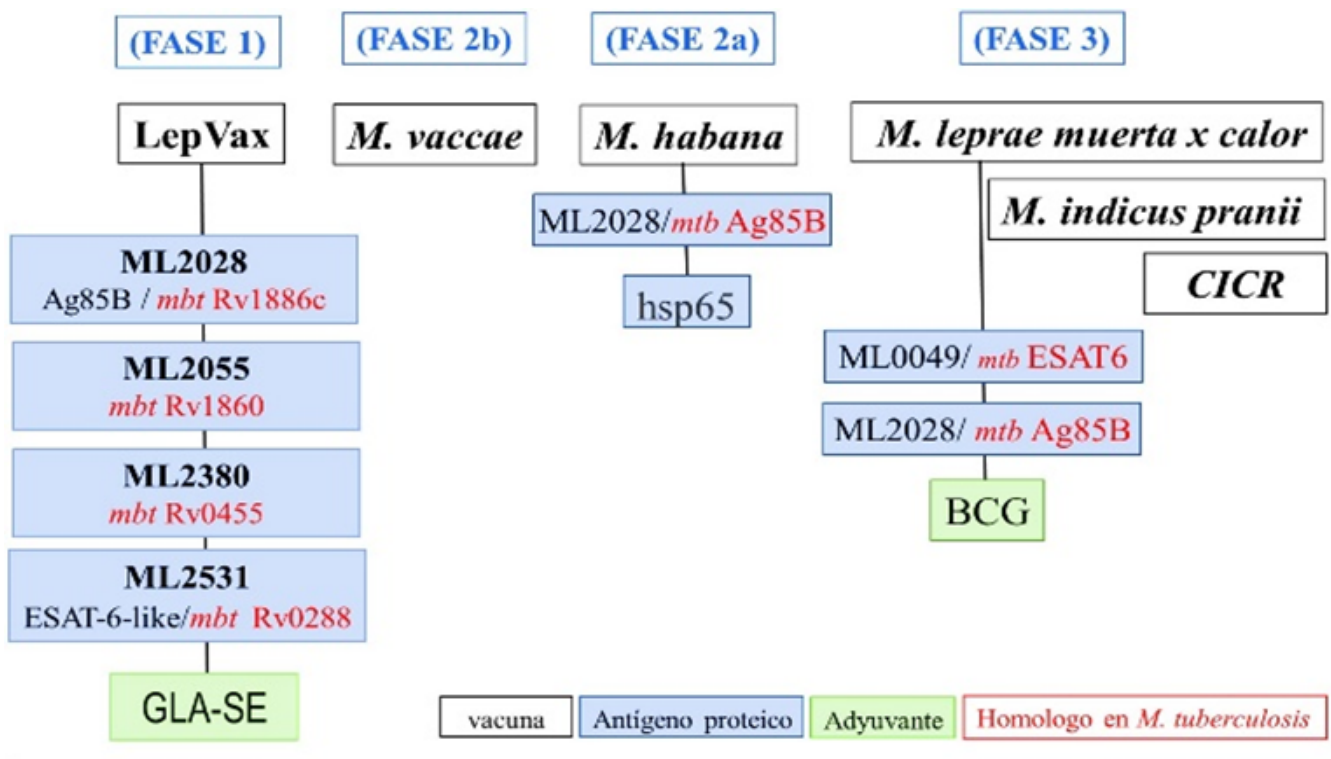 (FASE 1)
(FASE 2b)
(FASE 2a)
(FASE 3)
LepVax
M. vaccae
M. habana
M. leprae muerta x calor
ML2028/mtb Ag85B
M. indicus pranii
ML2028
Ag85B / mbt Rv1886c
hsp65
CICR
ML2055
mbt Rv1860
ML0049/ mtb ESAT6
ML2028/ mtb Ag85B
ML2380
mbt Rv0455
BCG
ML2531
ESAT-6-like/mbt Rv0288
GLA-SE
vacuna
Antígeno proteico
Adyuvante
Homologo en M. tuberculosis